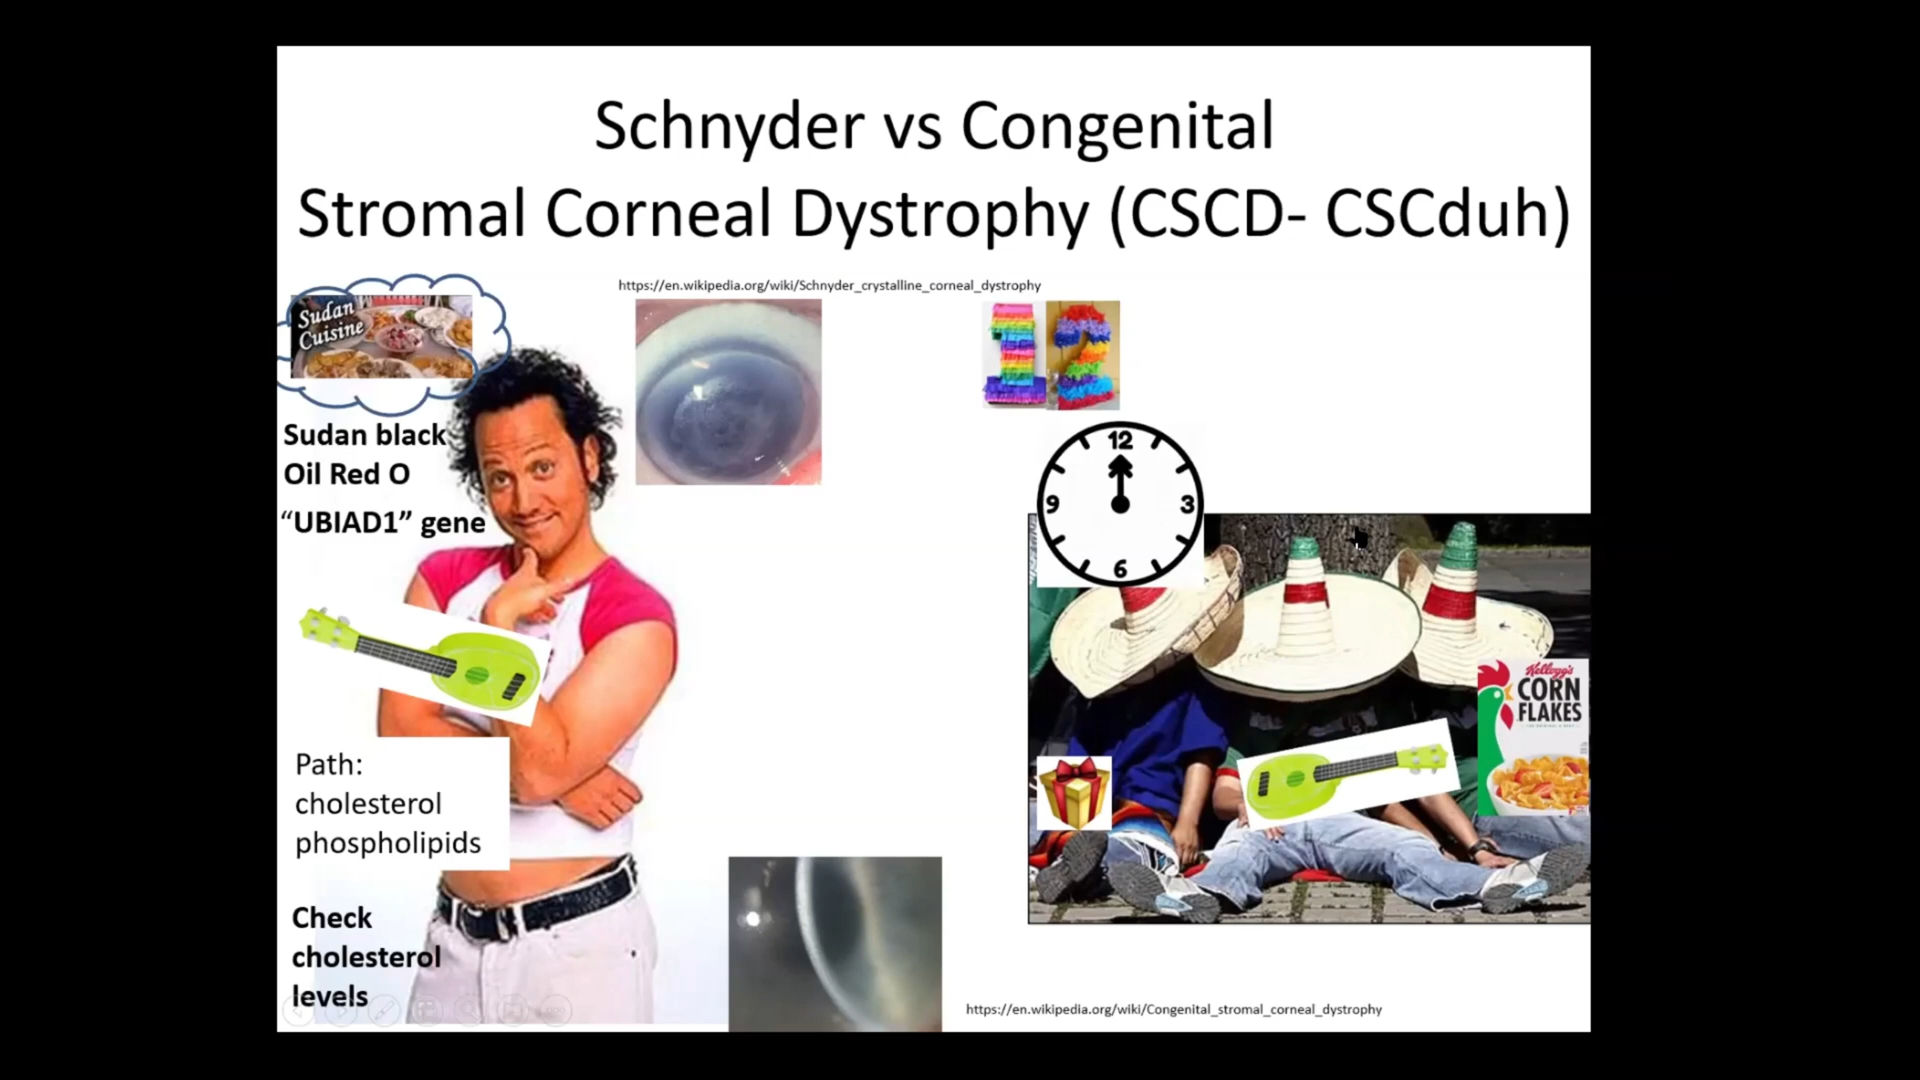 Schnyder vs Congenital
Stromal Corneal Dystrophy (CSCD- CSCduh)
https://en.wikipedia.org/wiki/Schnyder_crystalline_corneal_dystrophy
Sudan
Cuisine
Sudan black
Oil Red O
“UBIAD1” gene
Path:
cholesterol
phospholipids
Check
cholesterol
levels
12
12
9
3
6
Kellogg's
CORN
FLAKES
https://en.wikipedia.org/wiki/Congenital_stromal_corneal_dystrophy